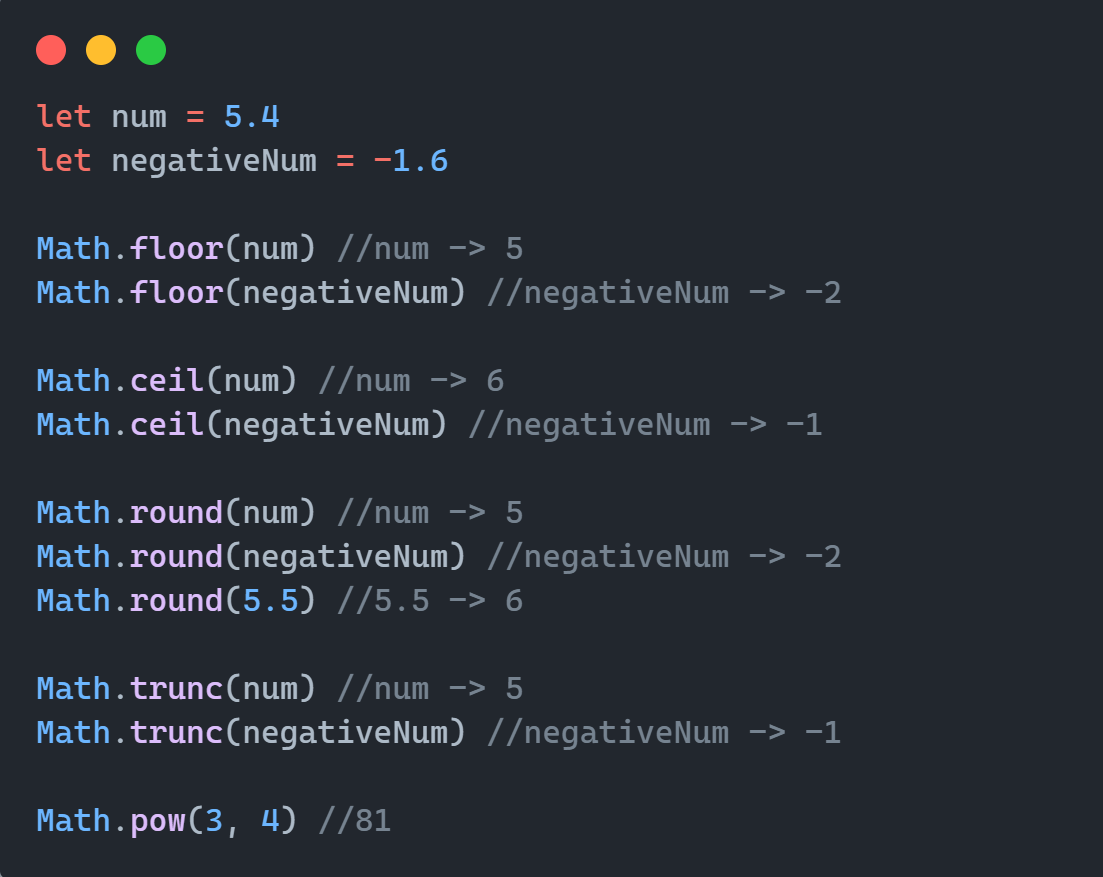 let num = 5.4
let negativeNum = -1.6
Math.floor(num) //num -> 5
Math.floor(negativeNum) //negativeNum -> -2
Math.ceil(num) //num -> 6
Math.ceil(negativeNum) //negativeNum -> -1
Math.round(num) //num -> 5
Math.round(negativeNum) //negativeNum -> -2
Math.round(5.5) //5.5 -> 6
Math.trunc(num) //num -> 5
Math.trunc(negativeNum) //negativeNum -> -1
Math.pow(3, 4) //81